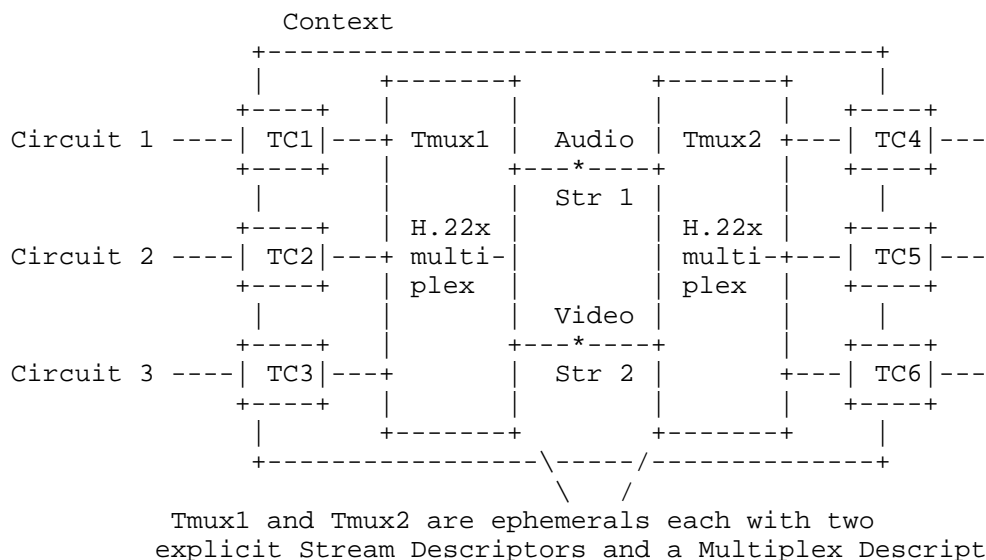 Context
+--------------------------------------+
|       +-------+        +-------+     |
+----+   |       |        |       |   +----+
Circuit 1 ----| TC1|---+ Tmux1 | Audio | Tmux2 +---| TC4|---
+----+   |       +---*----+       |   +----+
|     |       | Str 1 |       |     |
+----+   | H.22x |        | H.22x |   +----+
Circuit 2 ----| TC2|---+ multi-|        | multi-+---| TC5|---
+----+   | plex  |        | plex  |   +----+
|     |       | Video |       |     |
+----+   |       +---*----+       |   +----+
Circuit 3 ----| TC3|---+       | Str 2 |       +---| TC6|---
+----+   |       |        |       |   +----+
|       +-------+        +-------+     |
+-----------------\-----/--------------+
\   /
Tmux1 and Tmux2 are ephemerals each with two
explicit Stream Descriptors and a Multiplex Descript